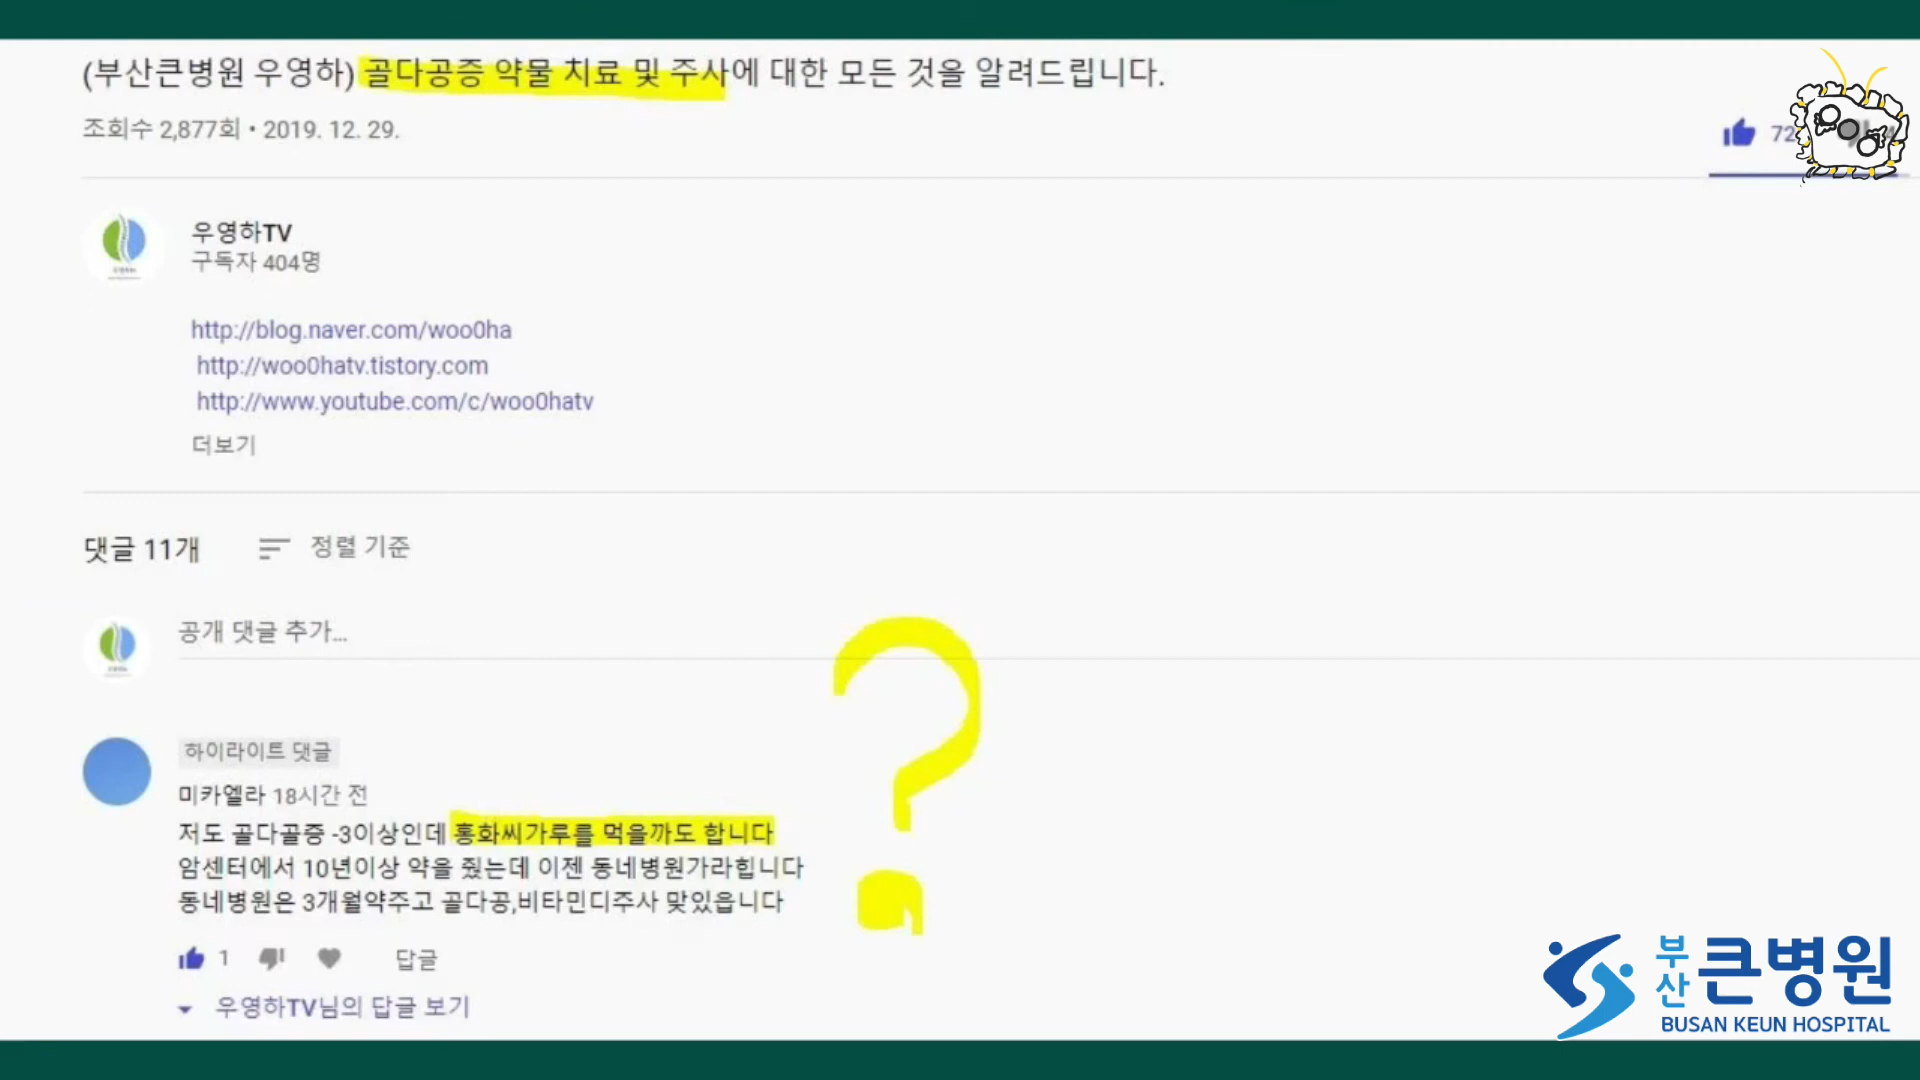 (부산큰병원 우영하) 골다공증 약물 치료 및 주사에 대한 모든 것을 알려드립니다.
조회수 2,877회 • 2019. 12. 29.
72
우영하TV
구독자 404명
http://blog.naver.com/woo0ha
http://woo0hatv.tistory.com
http://www.youtube.com/c/woo0hatv
더보기
댓글 11개 정렬 기준
공개 댓글 추가...
?
하이라이트 댓글
미카엘라 18시간 전
저도 골다골증 -3이상인데 홍화씨가루를 먹을까도 합니다
암센터에서 10년이상 약을 줬는데 이젠 동네병원가라힙니다
동네병원은 3개월약주고 골다공,비타민디주사 맞있읍니다
1 답글
우영하TV님의 답글 보기
부산 큰병원
BUSAN KEUN HOSPITAL